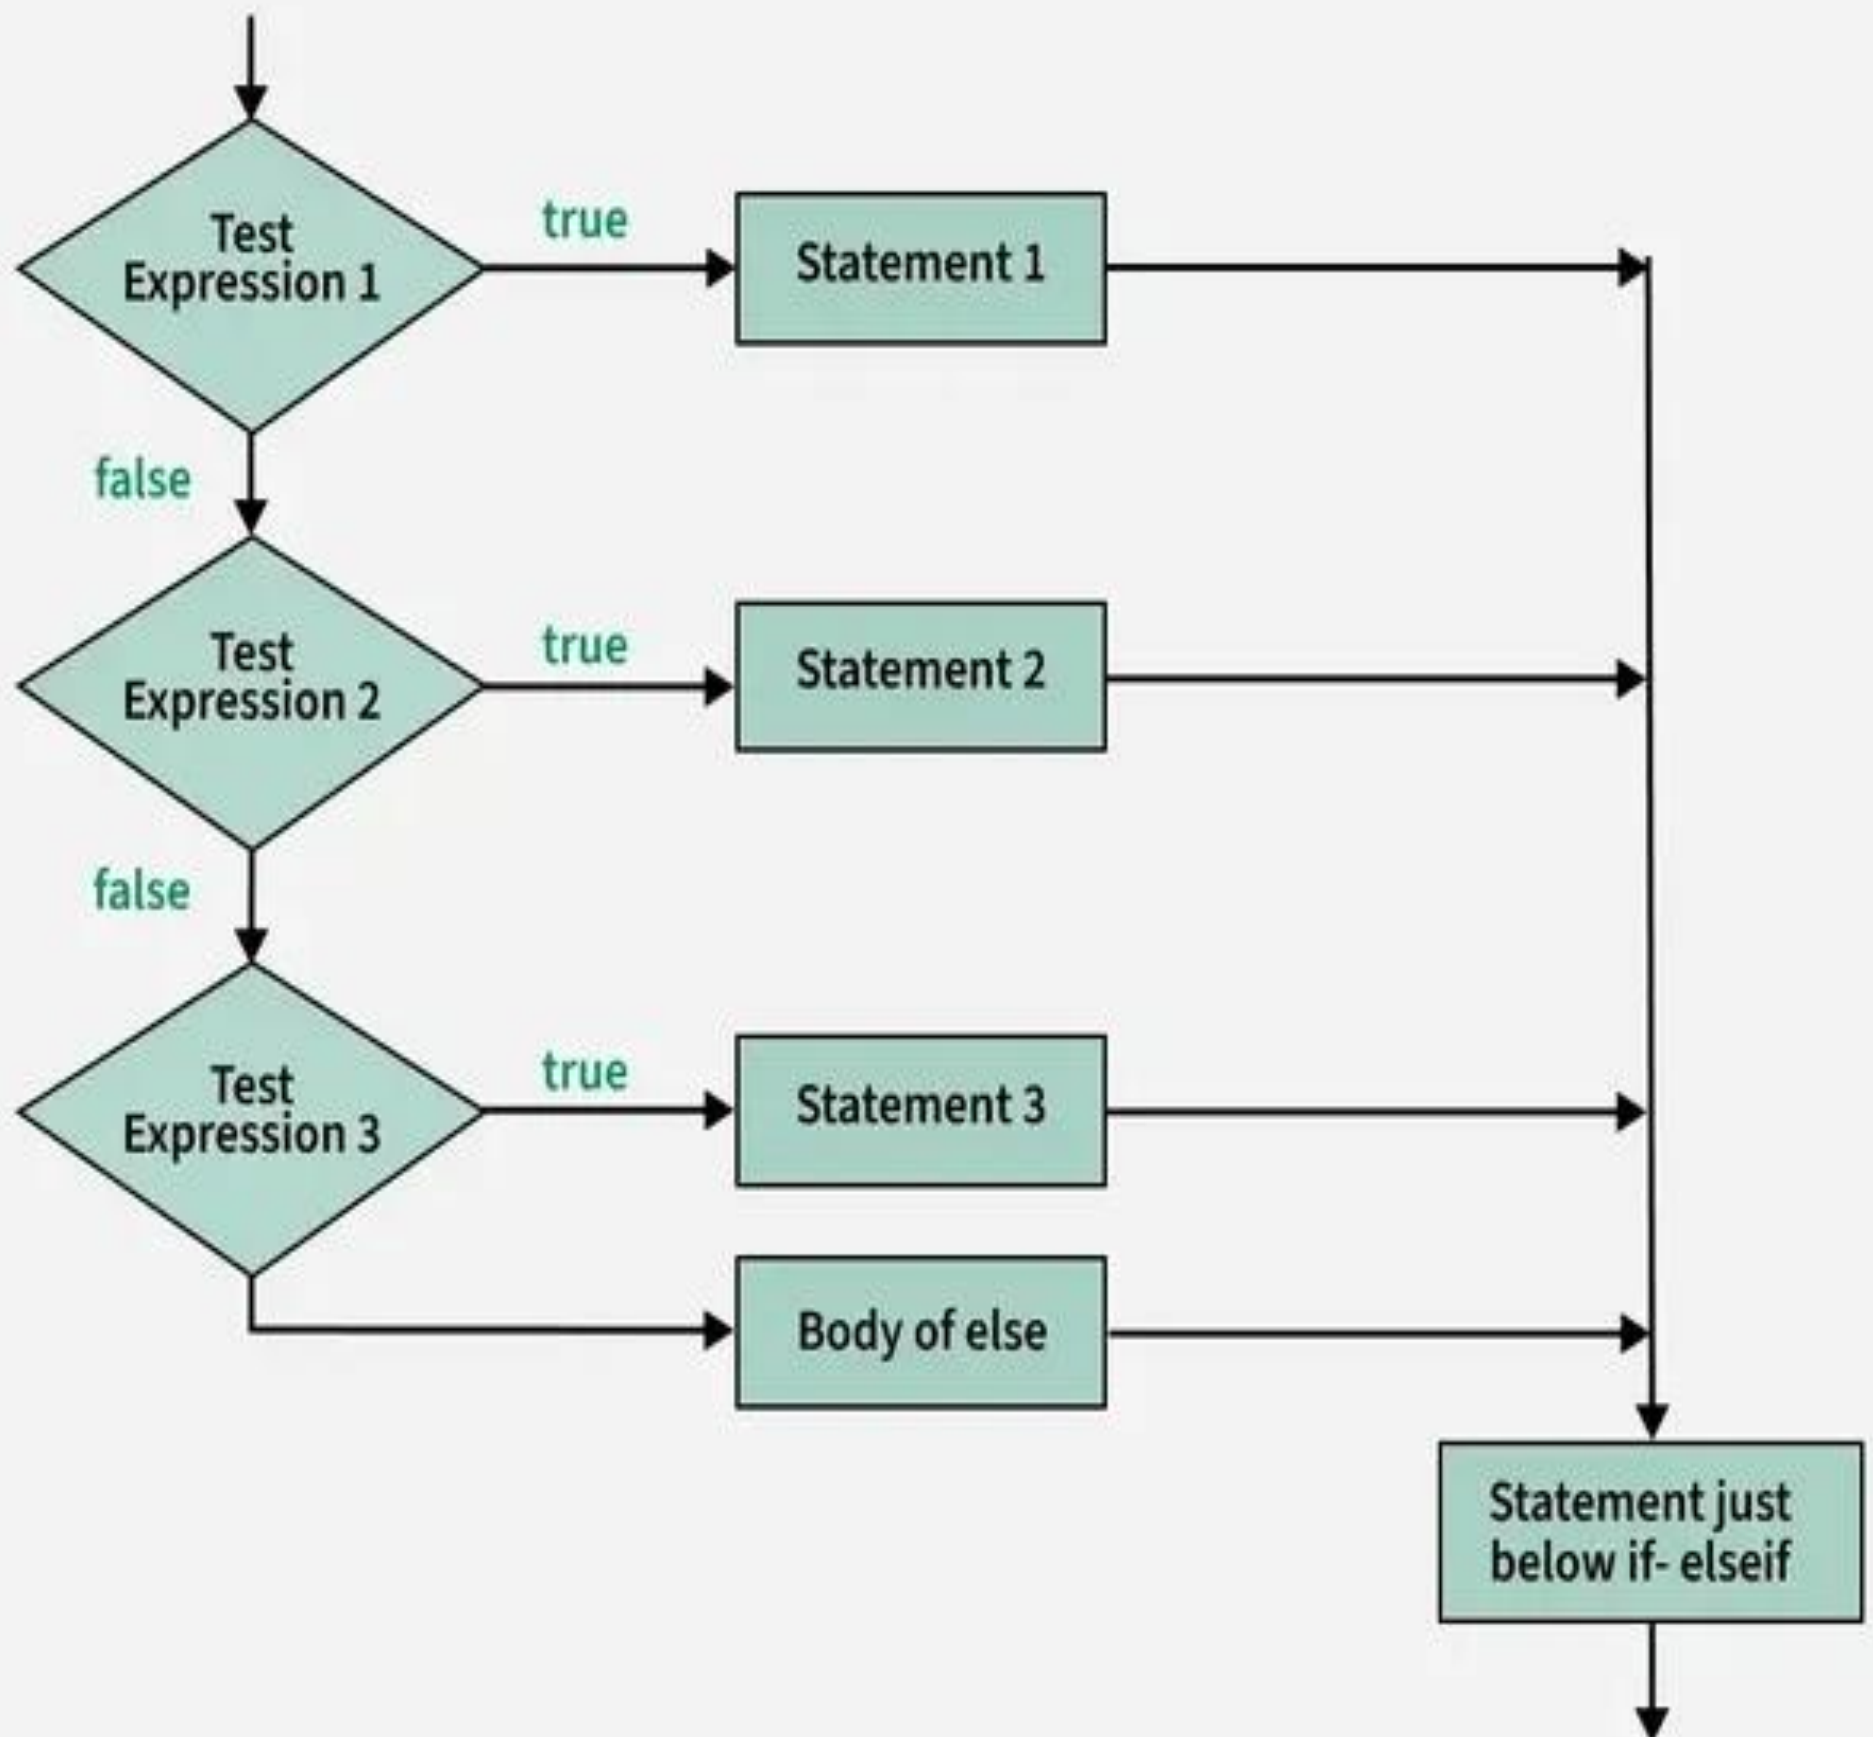 Test
Expression 1
true
Statement 1
false
Test
Expression 2
true
Statement 2
false
Test
Expression 3
true
Statement 3
Body of else
Statement just
below if- elseif